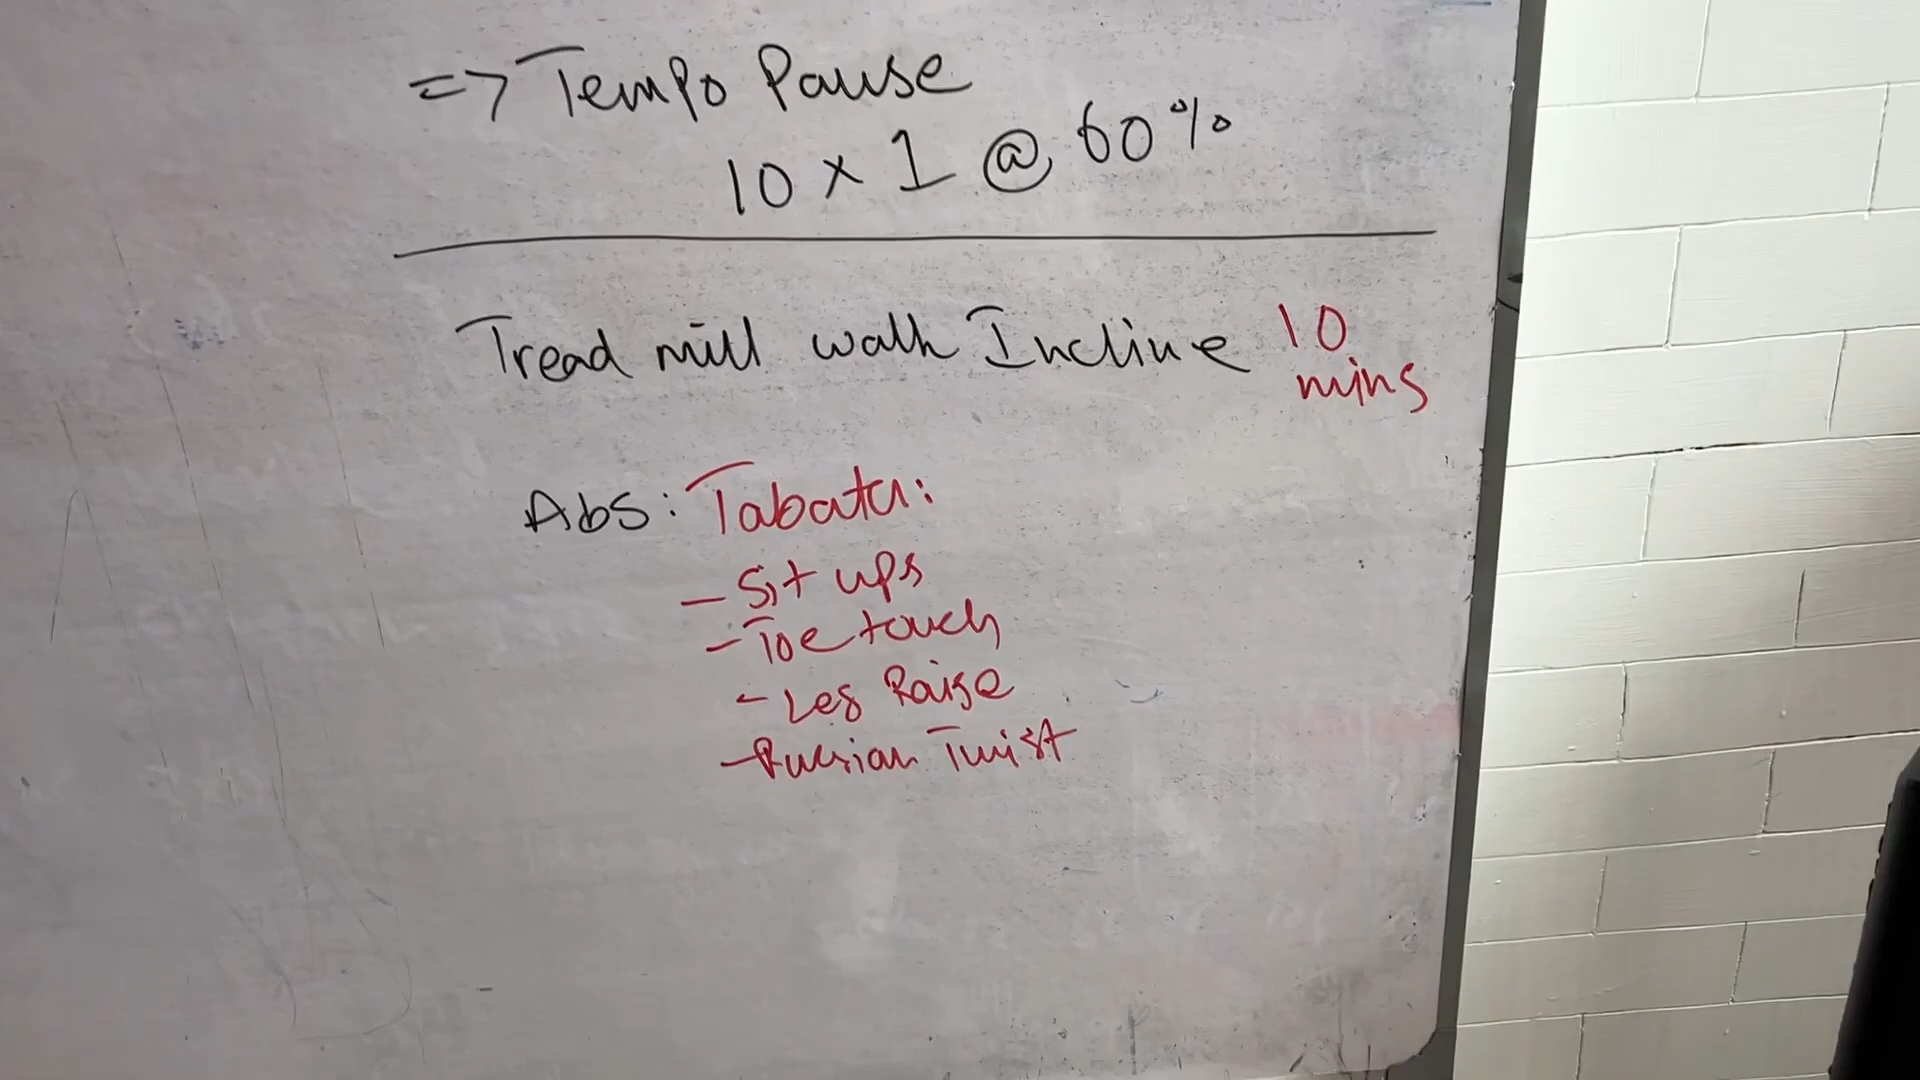 => Tempo Pause
10 x 1 @ 60%
Tread mill walk Incline 10 mins
Abs: Tabata:
- Sit ups
- Toe touch
- Leg Raise
- Russian Twist